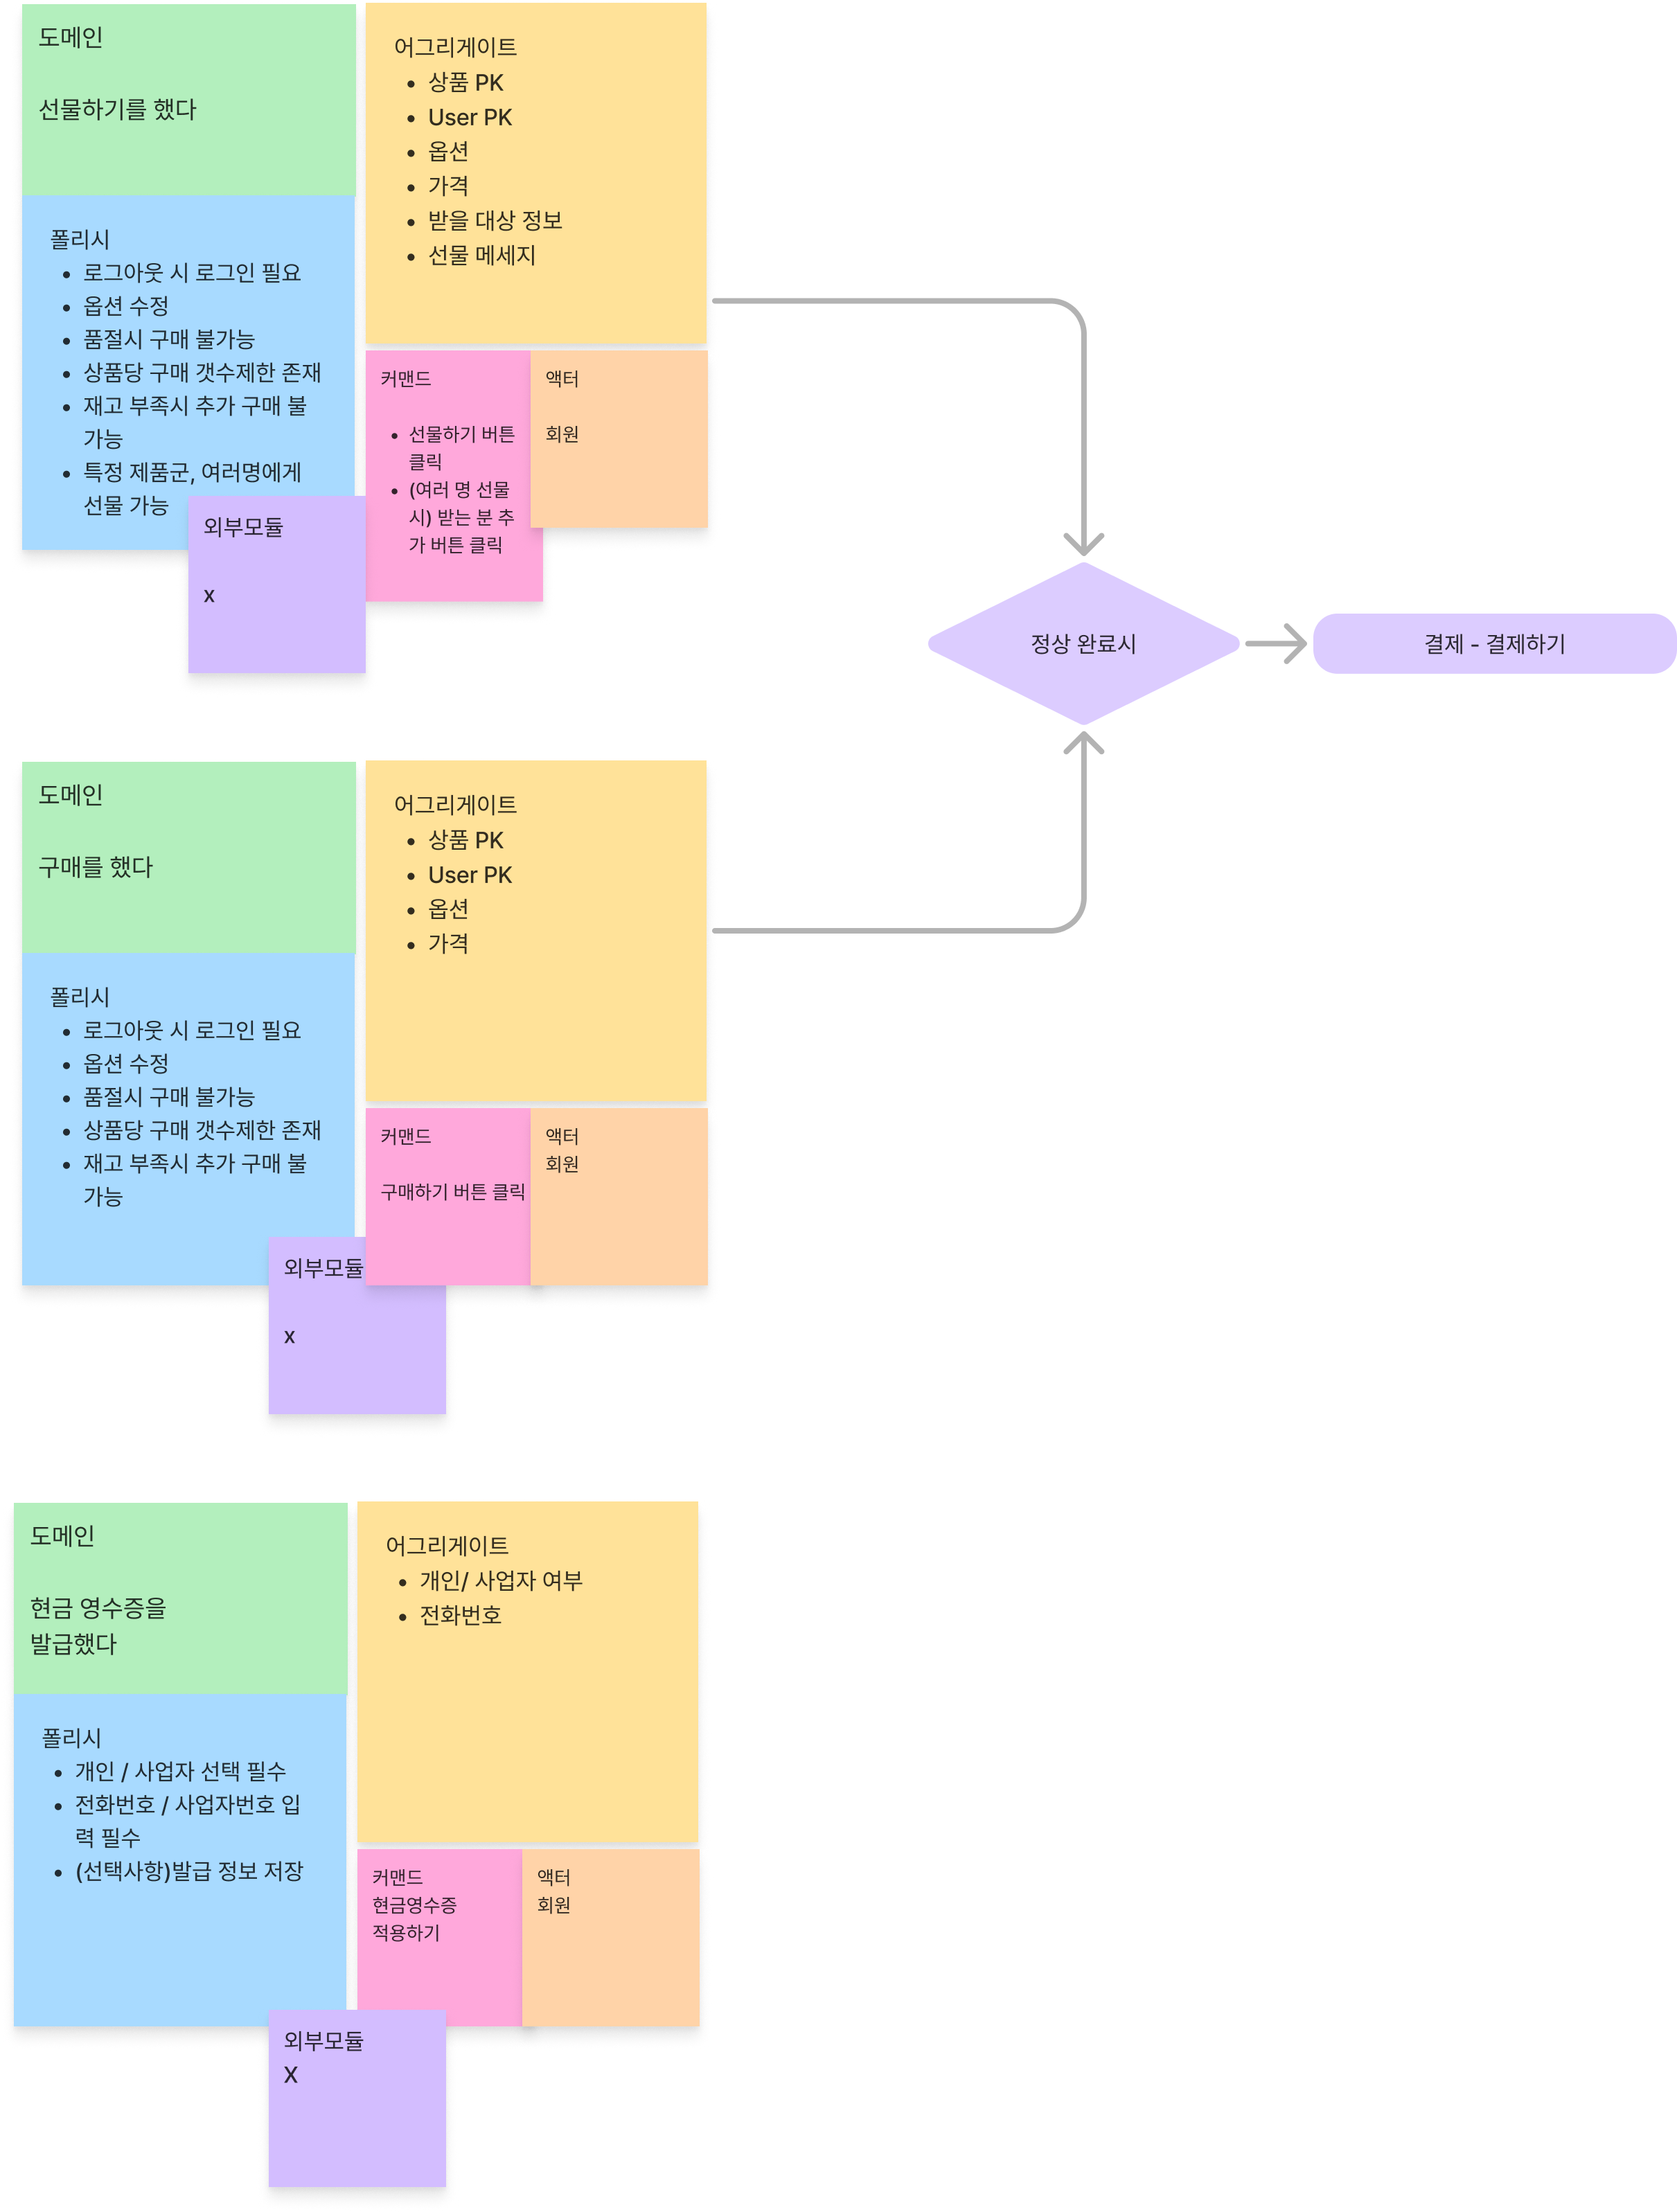 도메인
선물하기를 했다
폴리시
• 로그아웃 시 로그인 필요
• 옵션 수정
• 품절시 구매 불가능
• 상품당 구매 갯수제한 존재
• 재고 부족시 추가 구매 불
가능
• 특정 제품군, 여러명에게
선물 가능
외부모듈
x
어그리게이트
• 상품 PK
• User PK
• 옵션
• 가격
• 받을 대상 정보
• 선물 메세지
커맨드
• 선물하기 버튼
클릭
• (여러 명 선물
시) 받는 분 추
가 버튼 클릭
액터
회원
정상 완료시
결제 - 결제하기
도메인
구매를 했다
폴리시
• 로그아웃 시 로그인 필요
• 옵션 수정
• 품절시 구매 불가능
• 상품당 구매 갯수제한 존재
• 재고 부족시 추가 구매 불
가능
외부모듈
x
어그리게이트
• 상품 PK
• User PK
• 옵션
• 가격
커맨드
구매하기 버튼 클릭
액터
회원
도메인
현금 영수증을
발급했다
폴리시
• 개인 / 사업자 선택 필수
• 전화번호 / 사업자번호 입
력 필수
• (선택사항)발급 정보 저장
외부모듈
X
어그리게이트
• 개인/ 사업자 여부
• 전화번호
커맨드
현금영수증
적용하기
액터
회원